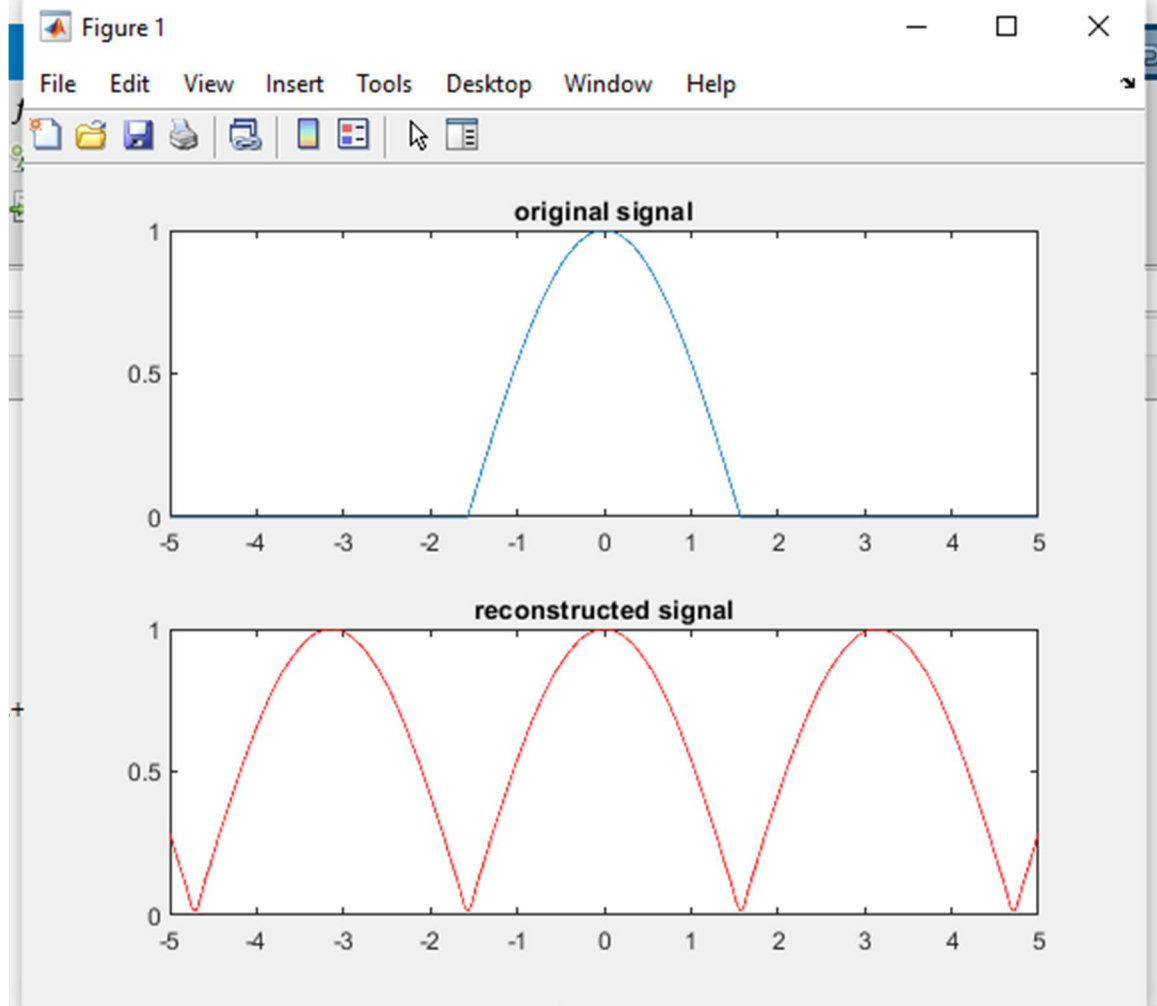 Figure 1
File Edit View Insert Tools Desktop Window Help
original signal
1
0.5
0
-5 -4 -3 -2 -1 0 1 2 3 4 5
reconstructed signal
1
0.5
0
-5 -4 -3 -2 -1 0 1 2 3 4 5